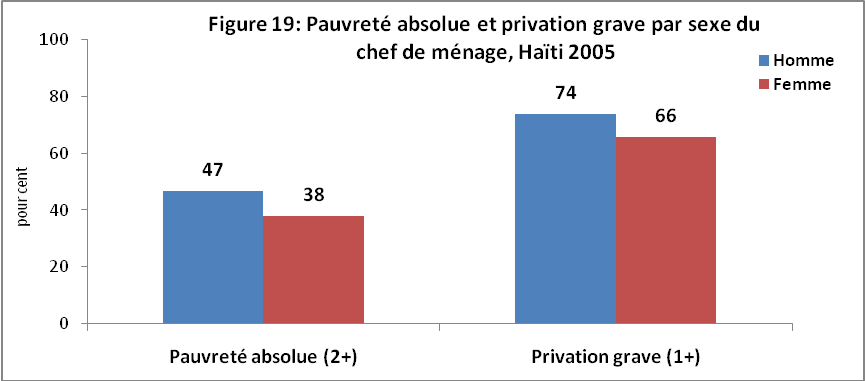 Figure 19: Pauvreté absolue et privation grave par sexe du
chef de ménage, Haïti 2005
Homme
Femme
pour cent
100
80
60
40
20
0
47
38
74
66
Pauvreté absolue (2+)
Privation grave (1+)